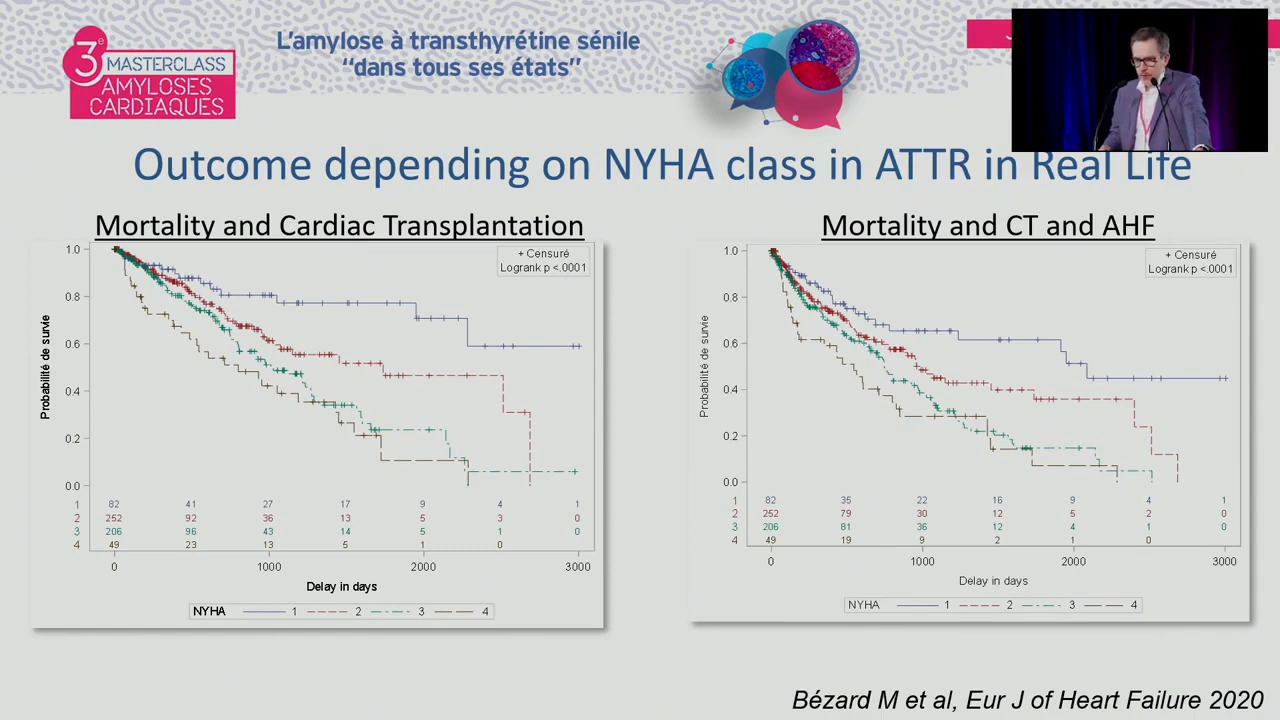 3e MASTERCLASS
AMYLOSES
CARDIAQUES
L'amylose à transthyrétine sénile
"dans tous ses états"
Outcome depending on NYHA class in ATTR in Real Life
Mortality and Cardiac Transplantation
+ Censuré
Logrank p <.0001
Probabilité de survie
1.0
0.8
0.6
0.4
0.2
0.0
1 82 41 27 17 9 4 1
2 252 92 36 13 5 3 0
3 206 96 43 14 5 1 0
4 49 23 13 5 1 0
0 1000 2000 3000
Delay in days
NYHA 1 2 3 4
Mortality and CT and AHF
+ Censuré
Logrank p <.0001
Probabilité de survie
1.0
0.8
0.6
0.4
0.2
0.0
1 82 35 22 16 9 4 1
2 252 79 30 12 5 2 0
3 206 81 36 12 4 1 0
4 49 19 9 2 1 0
0 1000 2000 3000
Delay in days
NYHA 1 2 3 4
Bézard M et al, Eur J of Heart Failure 2020